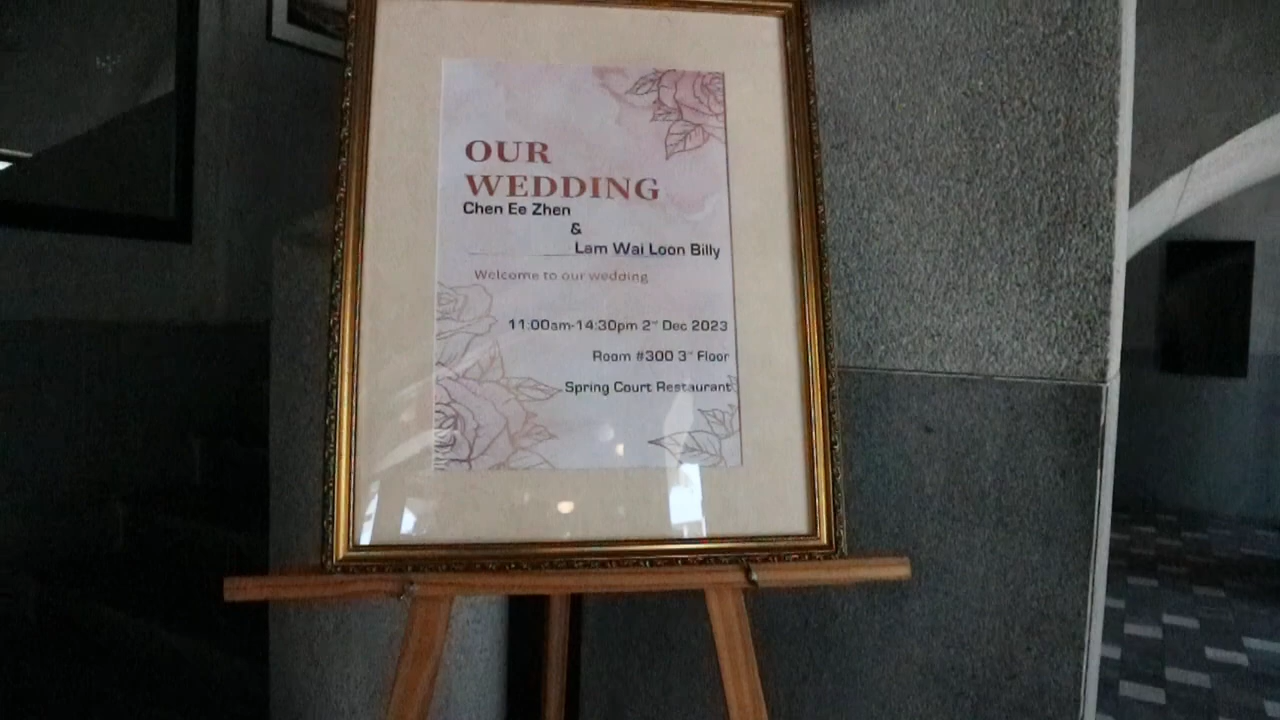 OUR
WEDDING
Chen Ee Zhen
&
Lam Wai Loon Billy
Welcome to our wedding
11:00am-14:30pm 2nd Dec 2023
Room #300 3rd Floor
Spring Court Restaurant